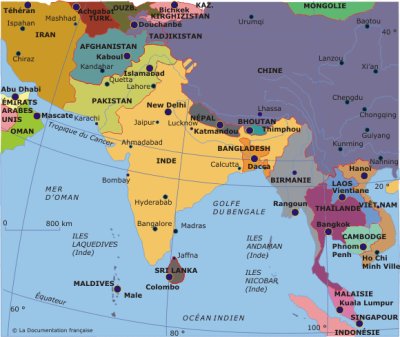 Téhéran
Achgabat
OUZB.
Bichkek
KAZ.
MONGOLIE
Mashhad
TURK.
KIRGHIZISTAN
Urumqi
Baotou
Ispahan
Douchanbé
IRAN
TADJIKISTAN
40°
AFGHANISTAN
Kaboul
Chiraz
Kandahar
Islamabad
CHINE
Lanzou
Xi'an
Quetta
Lahore
Abu Dhabi
PAKISTAN
New Delhi
Chengdu
ÉMIRATS
ARABES
UNIS
Mascate
Karachi
Jaipur
Lucknow
NÉPAL
Lhassa
Chongqing
OMAN
Katmandou
BHOUTAN
Thimphou
Guiyang
Tropique du Cancer
Ahmadabad
BANGLADESH
Kunming
INDE
Calcutta
Dacca
Nanning
Hanoi
BIRMANIE
LAOS
20°
MER
D'OMAN
Bombay
Vientiane
Hyderabab
GOLFE
DU BENGALE
Rangoun
THAÏLANDE
VIÊT-NAM
0 800 km
Bangalore
Madras
Bangkok
CAMBODGE
ILES
LAQUEDIVES
(Inde)
ILES
ANDAMAN
(Inde)
Phnom
Penh
Jaffna
Ho Chi
Minh Ville
SRI LANKA
ILES
NICOBAR
(Inde)
MALDIVES
Male
Colombo
MALAISIE
Kuala Lumpur
Équateur
OCÉAN INDIEN
SINGAPOUR
60°
© La Documentation française
80°
100°
INDONÉSIE